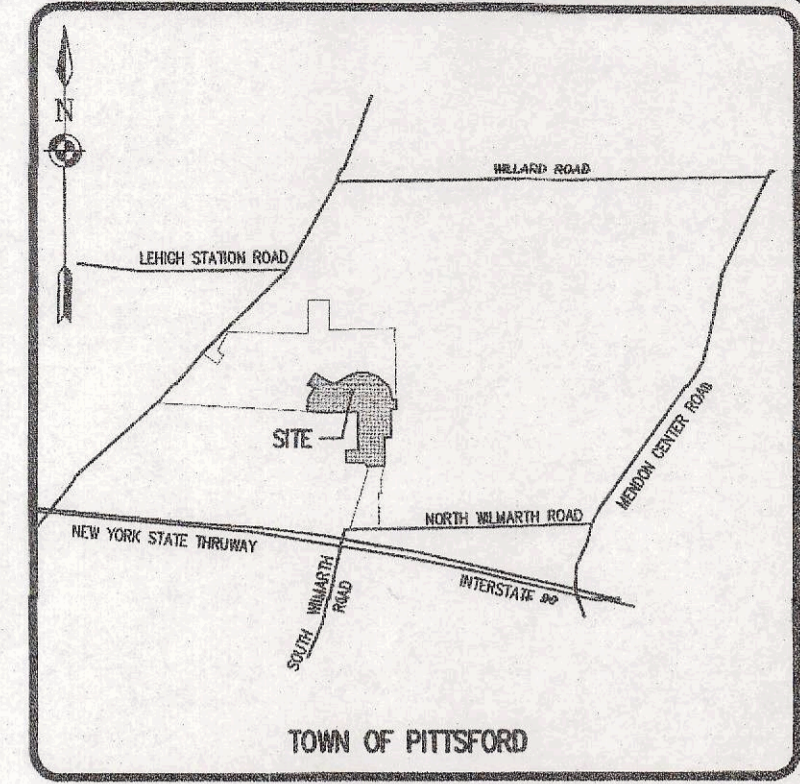 N
WILLARD ROAD
LEHIGH STATION ROAD
SITE
MENDON CENTER ROAD
NORTH WILMARTH ROAD
NEW YORK STATE THRUWAY
INTERSTATE 90
SOUTH WILMARTH
ROAD
TOWN OF PITTSFORD